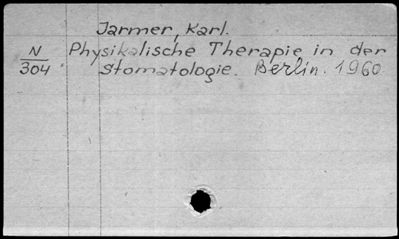 Jarmer, Karl.
N Physikalische Therapie in der
304 Stomatologie. Berlin. 1960